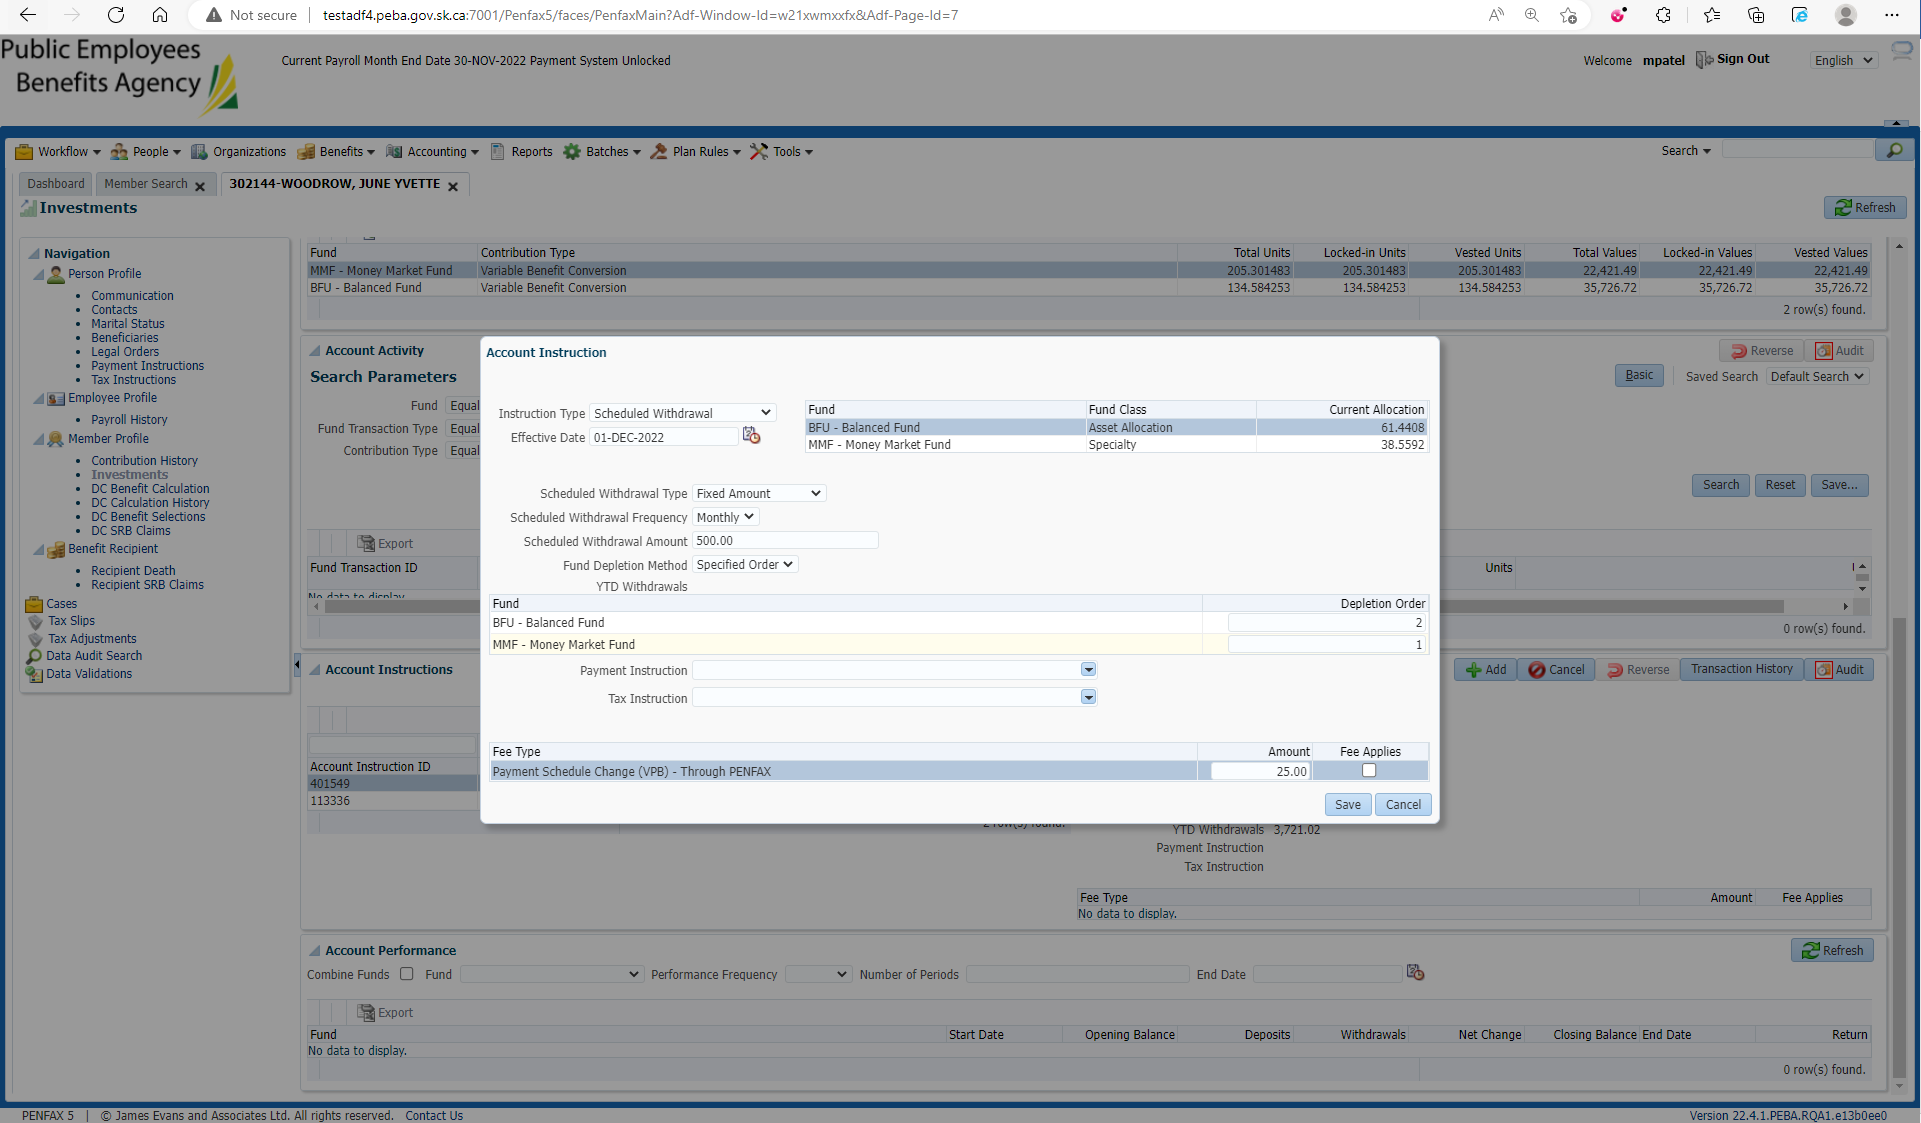 Not secure
testadf4.peba.gov.sk.ca:7001/Penfax5/faces/PenfaxMain?Adf-Window-Id=w21xwmxxfx&Adf-Page-Id=7
Public Employees
Benefits Agency
Current Payroll Month End Date 30-NOV-2022 Payment System Unlocked
Welcome mpatel Sign Out English
Workflow People Organizations Benefits Accounting Reports Batches Plan Rules Tools Search
Dashboard Member Search 302144-WOODROW, JUNE YVETTE
Investments
Refresh
Navigation
Person Profile
Communication
Contacts
Marital Status
Beneficiaries
Legal Orders
Payment Instructions
Tax Instructions
Employee Profile
Payroll History
Member Profile
Contribution History
Investments
DC Benefit Calculation
DC Calculation History
DC Benefit Selections
DC SRB Claims
Benefit Recipient
Recipient Death
Recipient SRB Claims
Cases
Tax Slips
Tax Adjustments
Data Audit Search
Data Validations
Fund Contribution Type Total Units Locked-in Units Vested Units Total Values Locked-in Values Vested Values
MMF - Money Market Fund Variable Benefit Conversion 205.301483 205.301483 205.301483 22,421.49 22,421.49 22,421.49
BFU - Balanced Fund Variable Benefit Conversion 134.584253 134.584253 134.584253 35,726.72 35,726.72 35,726.72
2 row(s) found.
Account Activity
Reverse Audit
Search Parameters
Basic Saved Search Default Search
Fund Equal
Fund Transaction Type Equal
Contribution Type Equal
Search Reset Save...
Export
Fund Transaction ID
Units
No data to display.
0 row(s) found.
Account Instruction
Instruction Type Scheduled Withdrawal
Effective Date 01-DEC-2022
Fund Fund Class Current Allocation
BFU - Balanced Fund Asset Allocation 61.4408
MMF - Money Market Fund Specialty 38.5592
Scheduled Withdrawal Type Fixed Amount
Scheduled Withdrawal Frequency Monthly
Scheduled Withdrawal Amount 500.00
Fund Depletion Method Specified Order
YTD Withdrawals
Fund Depletion Order
BFU - Balanced Fund 2
MMF - Money Market Fund 1
Payment Instruction
Tax Instruction
Fee Type Amount Fee Applies
Payment Schedule Change (VPB) - Through PENFAX 25.00
Save Cancel
Account Instructions
Add Cancel Reverse Transaction History Audit
Account Instruction ID
401549
113336
2 row(s) found.
YTD Withdrawals 3,721.02
Payment Instruction
Tax Instruction
Fee Type Amount Fee Applies
No data to display.
Account Performance
Refresh
Combine Funds Fund Performance Frequency Number of Periods End Date
Export
Fund Start Date Opening Balance Deposits Withdrawals Net Change Closing Balance End Date Return
No data to display.
0 row(s) found.
PENFAX 5 | © James Evans and Associates Ltd. All rights reserved. Contact Us
Version 22.4.1.PEBA.RQA1.e13b0ee0